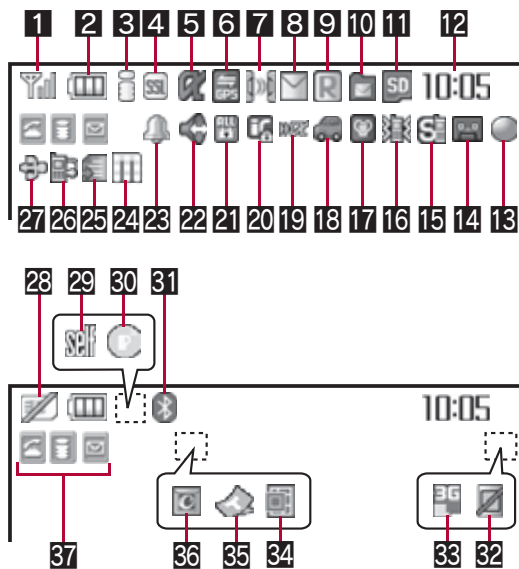 1 2 3 4 5 6 7 8 9 10 11 12
SSL α GPS R SD 10:05
ALL S
27 26 25 24 23 22 21 20 19 18 17 16 15 14 13
28 29 30 31
self P
10:05
3G
37 36 35 34 33 32